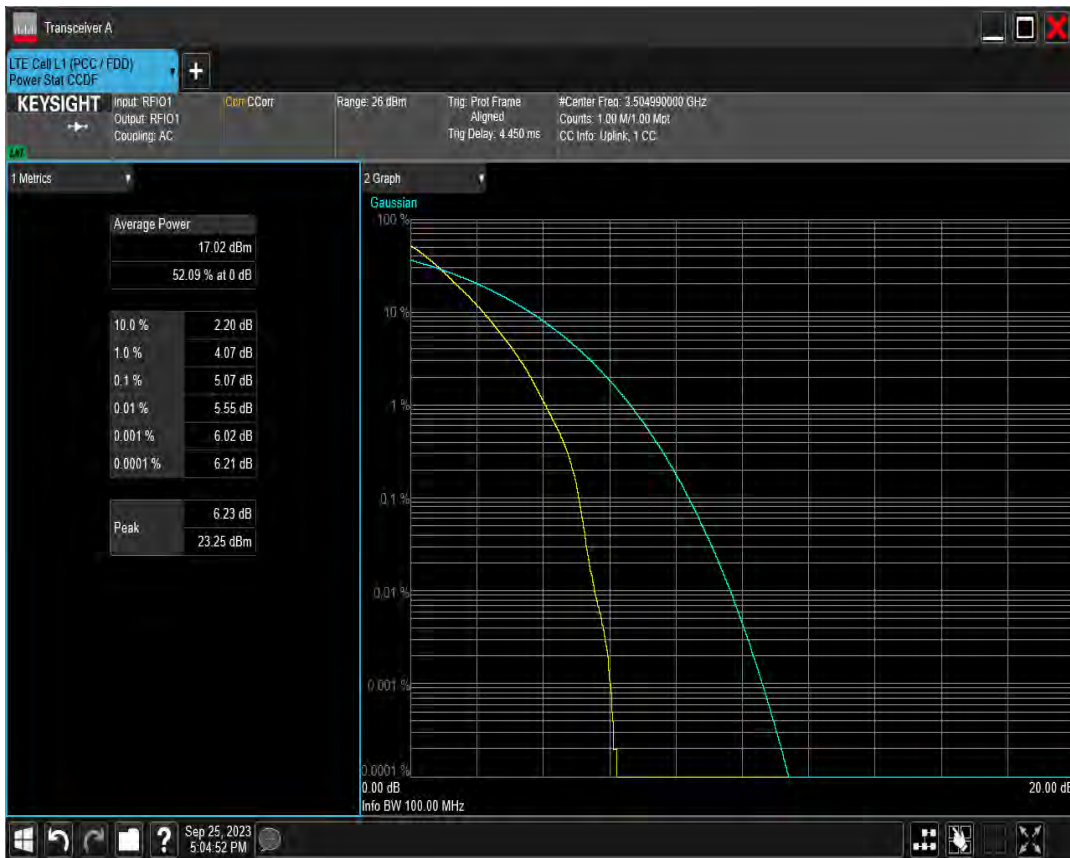 Transceiver A
LTE Cell L1 (PCC / FDD)
Power Stat CCDF
+
KEYSIGHT
Input: RFIO1
Output: RFIO1
Coupling: AC
Corr CCorr
Range: 26 dBm
Trig: Prot Frame
Aligned
Trig Delay: 4.450 ms
#Center Freq: 3.504990000 GHz
Counts: 1.00 M/1.00 Mpt
CC Info: Uplink, 1 CC
1 Metrics
Average Power
17.02 dBm
52.09 % at 0 dB
10.0 % 2.20 dB
1.0 % 4.07 dB
0.1 % 5.07 dB
0.01 % 5.55 dB
0.001 % 6.02 dB
0.0001 % 6.21 dB
Peak 6.23 dB
23.25 dBm
2 Graph
Gaussian
100 %
10 %
1 %
0.1 %
0.01 %
0.001 %
0.0001 %
0.00 dB
20.00 dB
Info BW 100.00 MHz
?
Sep 25, 2023
5:04:52 PM